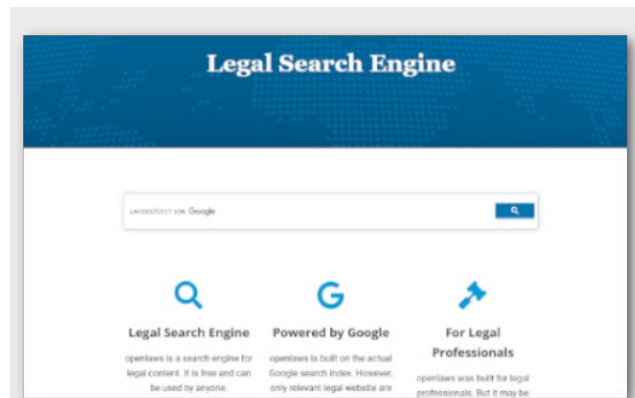 Legal Search Engine
UNTERSTÜTZT VON Google
Legal Search Engine
openlaws is a search engine for
legal content. It is free and can
be used by anyone.
Powered by Google
openlaws is built on the actual
Google search index. However,
only relevant legal website are
For Legal
Professionals
openlaws was built for legal
professionals. But it may be